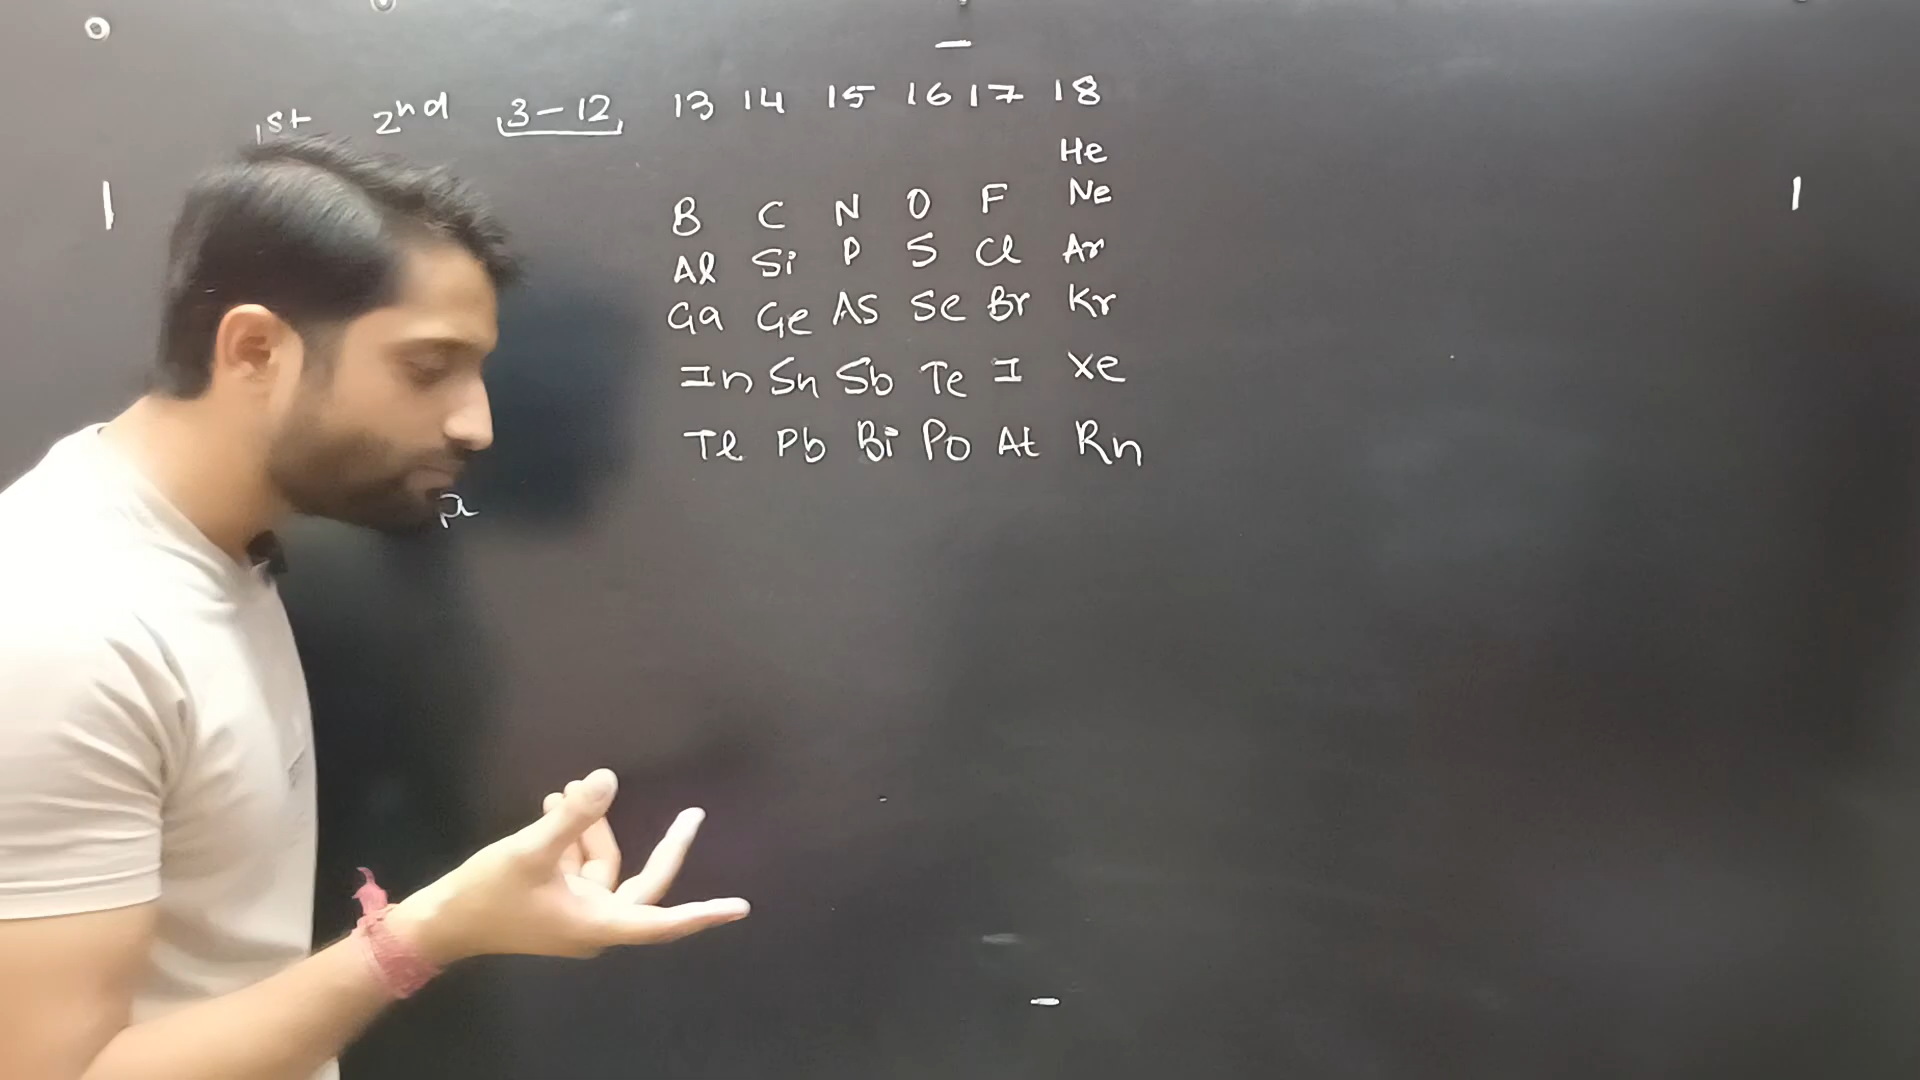 1st 2nd 3-12 13 14 15 16 17 18
He
B C N O F Ne
Al Si P S Cl Ar
Ga Ge AS Se Br Kr
In Sn Sb Te I Xe
Tl Pb Bi Po At Rn